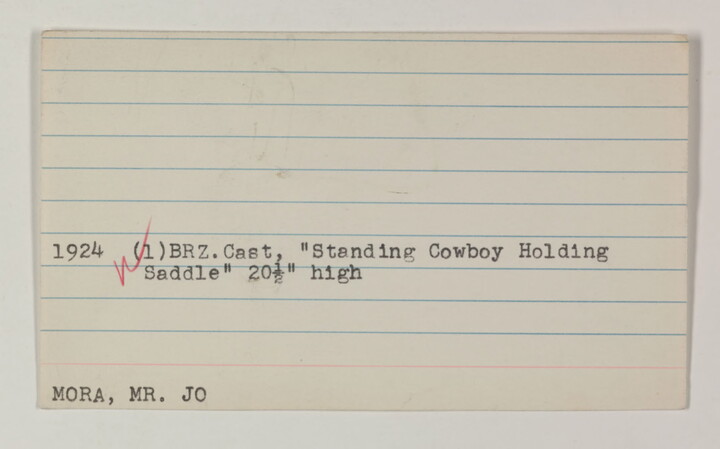 1924 (1)BRZ.Cast, "Standing Cowboy Holding
Saddle" 20½" high
MORA, MR. JO